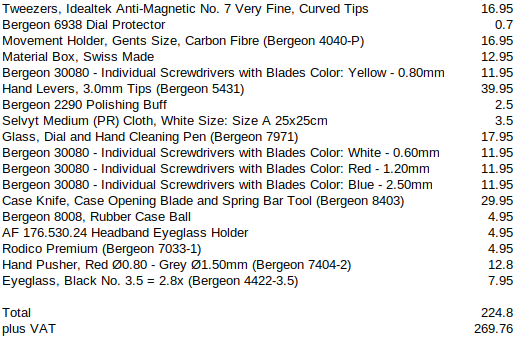 Tweezers, Idealtek Anti-Magnetic No. 7 Very Fine, Curved Tips 16.95
Bergeon 6938 Dial Protector 0.7
Movement Holder, Gents Size, Carbon Fibre (Bergeon 4040-P) 16.95
Material Box, Swiss Made 12.95
Bergeon 30080 - Individual Screwdrivers with Blades Color: Yellow - 0.80mm 11.95
Hand Levers, 3.0mm Tips (Bergeon 5431) 39.95
Bergeon 2290 Polishing Buff 2.5
Selvyt Medium (PR) Cloth, White Size: Size A 25x25cm 3.5
Glass, Dial and Hand Cleaning Pen (Bergeon 7971) 17.95
Bergeon 30080 - Individual Screwdrivers with Blades Color: White - 0.60mm 11.95
Bergeon 30080 - Individual Screwdrivers with Blades Color: Red - 1.20mm 11.95
Bergeon 30080 - Individual Screwdrivers with Blades Color: Blue - 2.50mm 11.95
Case Knife, Case Opening Blade and Spring Bar Tool (Bergeon 8403) 29.95
Bergeon 8008, Rubber Case Ball 4.95
AF 176.530.24 Headband Eyeglass Holder 4.95
Rodico Premium (Bergeon 7033-1) 4.95
Hand Pusher, Red Ø0.80 - Grey Ø1.50mm (Bergeon 7404-2) 12.8
Eyeglass, Black No. 3.5 = 2.8x (Bergeon 4422-3.5) 7.95
Total 224.8
plus VAT 269.76